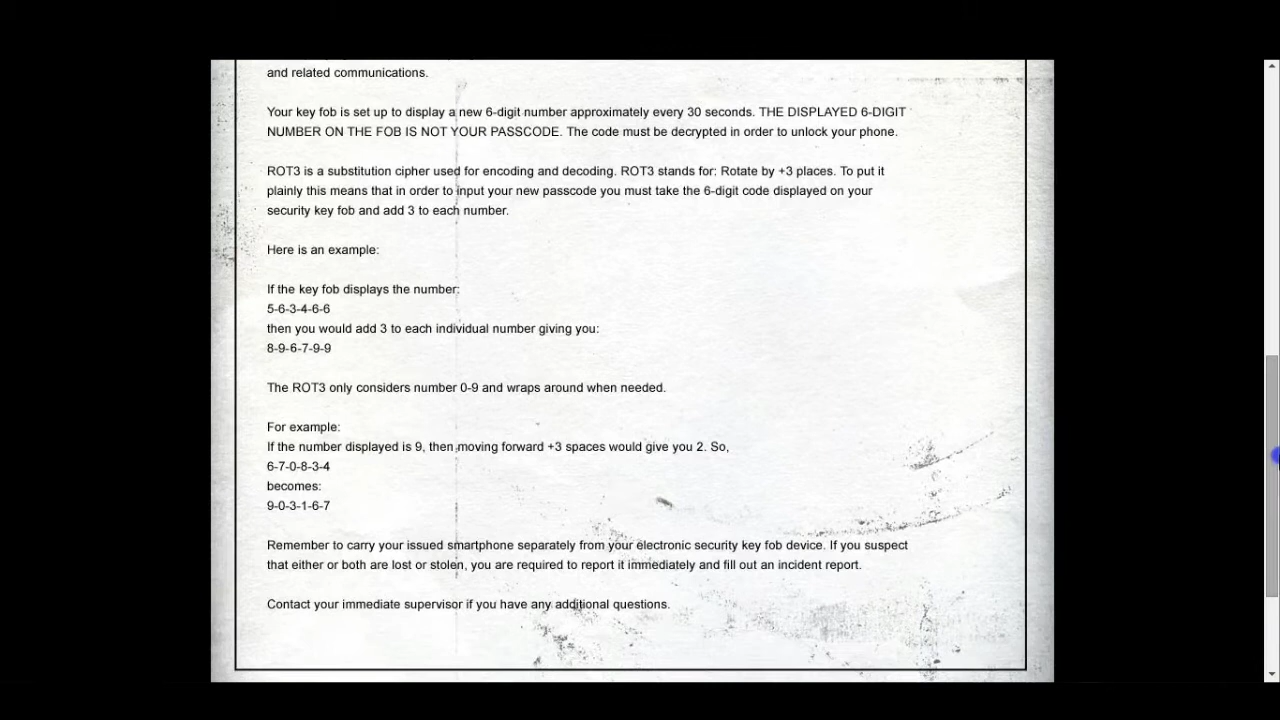 and related communications.
Your key fob is set up to display a new 6-digit number approximately every 30 seconds. THE DISPLAYED 6-DIGIT
NUMBER ON THE FOB IS NOT YOUR PASSCODE. The code must be decrypted in order to unlock your phone.
ROT3 is a substitution cipher used for encoding and decoding. ROT3 stands for: Rotate by +3 places. To put it
plainly this means that in order to input your new passcode you must take the 6-digit code displayed on your
security key fob and add 3 to each number.
Here is an example:
If the key fob displays the number:
5-6-3-4-6-6
then you would add 3 to each individual number giving you:
8-9-6-7-9-9
The ROT3 only considers number 0-9 and wraps around when needed.
For example:
If the number displayed is 9, then moving forward +3 spaces would give you 2. So,
6-7-0-8-3-4
becomes:
9-0-3-1-6-7
Remember to carry your issued smartphone separately from your electronic security key fob device. If you suspect
that either or both are lost or stolen, you are required to report it immediately and fill out an incident report.
Contact your immediate supervisor if you have any additional questions.